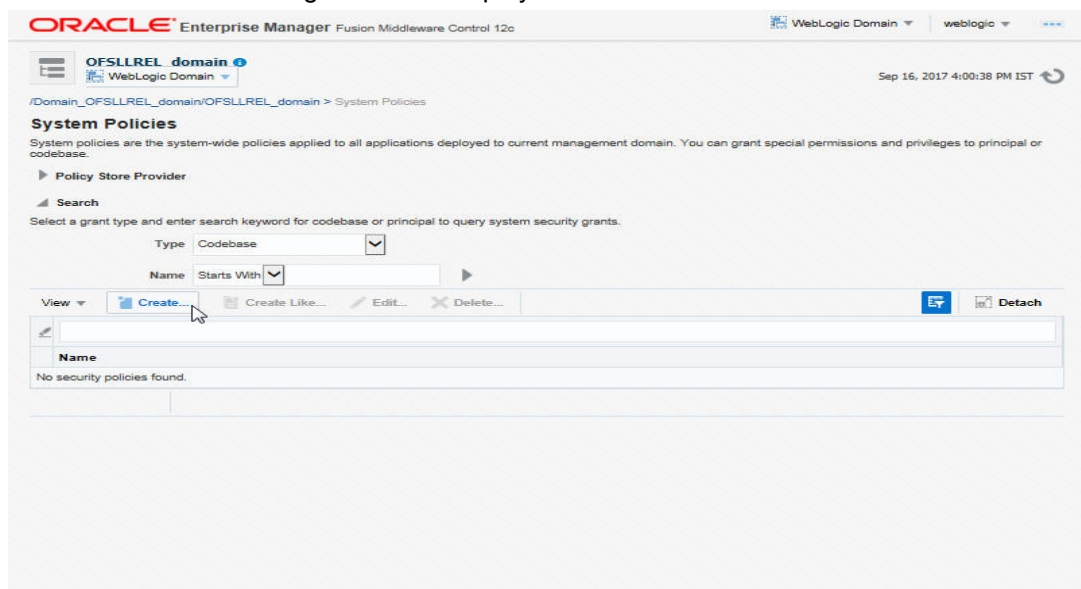 ORACLE Enterprise Manager Fusion Middleware Control 12c
WebLogic Domain weblogic
OFSLLREL_domain
WebLogic Domain
Sep 16, 2017 4:00:38 PM IST
/Domain_OFSLLREL_domain/OFSLLREL_domain > System Policies
System Policies
System policies are the system-wide policies applied to all applications deployed to current management domain. You can grant special permissions and privileges to principal or
codebase.
Policy Store Provider
Search
Select a grant type and enter search keyword for codebase or principal to query system security grants.
Type Codebase
Name Starts With
View Create... Create Like... Edit... Delete... Detach
Name
No security policies found.